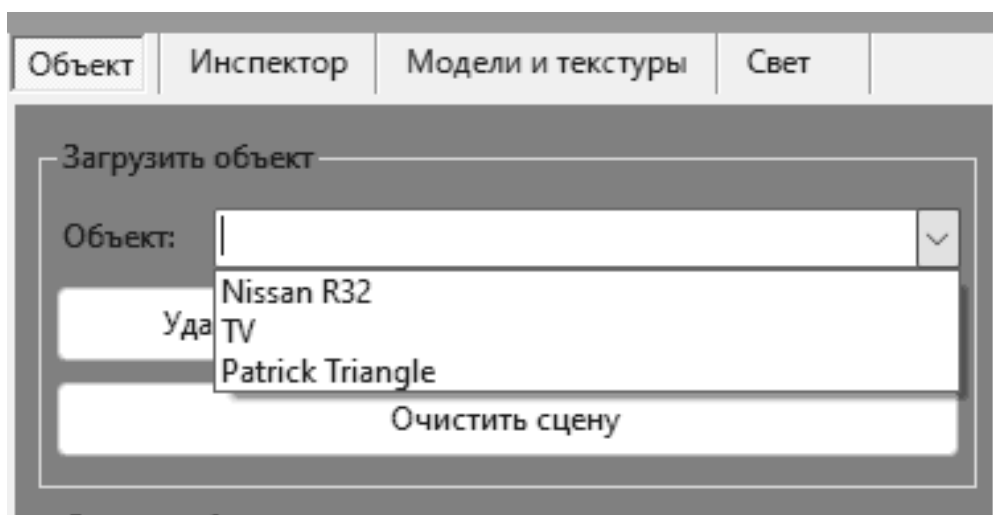 Объект Инспектор Модели и текстуры Свет
Загрузить объект
Объект:
Nissan R32
TV
Patrick Triangle
Очистить сцену